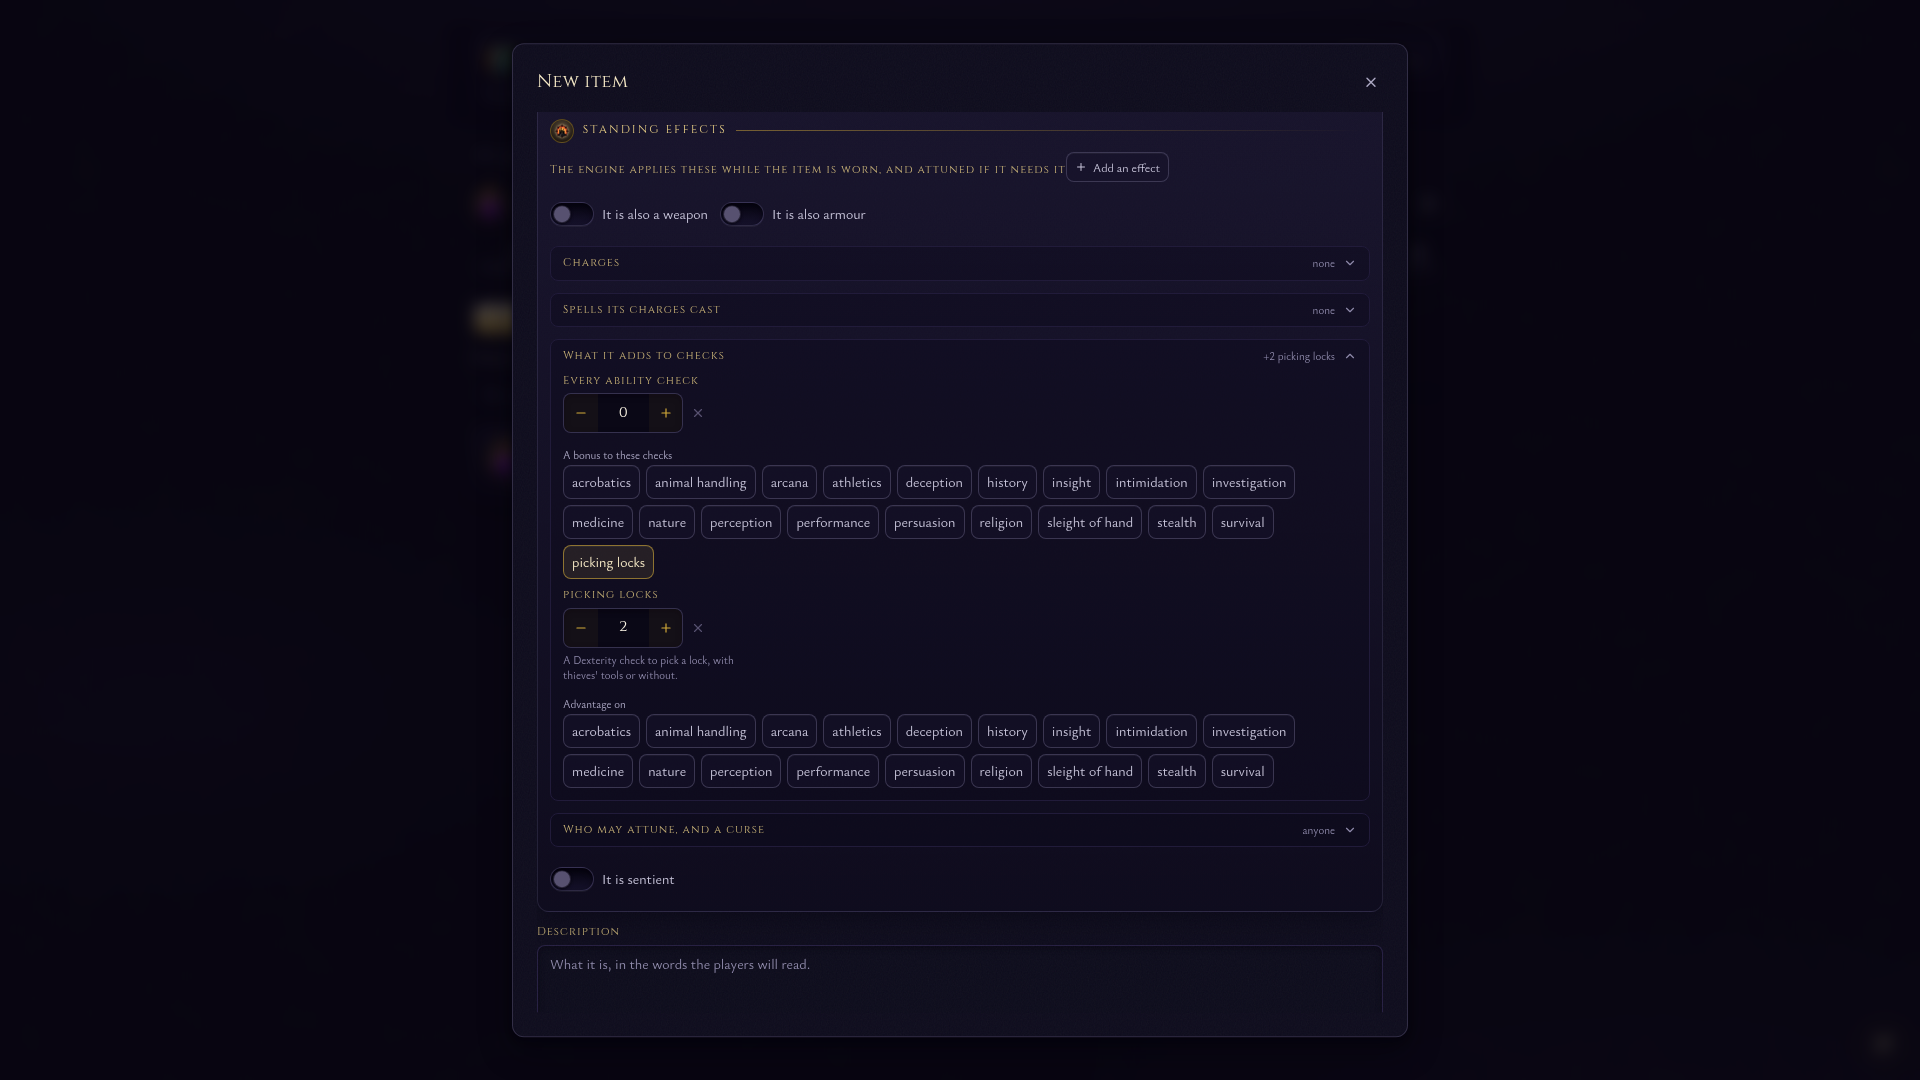 New item
Standing effects
The engine applies these while the item is worn, and attuned if it needs it
+ Add an effect
It is also a weapon
It is also armour
Charges
none
Spells its charges cast
none
What it adds to checks
+2 picking locks
Every ability check
− 0 + ×
A bonus to these checks
acrobatics animal handling arcana athletics deception history insight intimidation investigation
medicine nature perception performance persuasion religion sleight of hand stealth survival
picking locks
picking locks
− 2 + ×
A Dexterity check to pick a lock, with
thieves' tools or without.
Advantage on
acrobatics animal handling arcana athletics deception history insight intimidation investigation
medicine nature perception performance persuasion religion sleight of hand stealth survival
Who may attune, and a curse
anyone
It is sentient
Description
What it is, in the words the players will read.